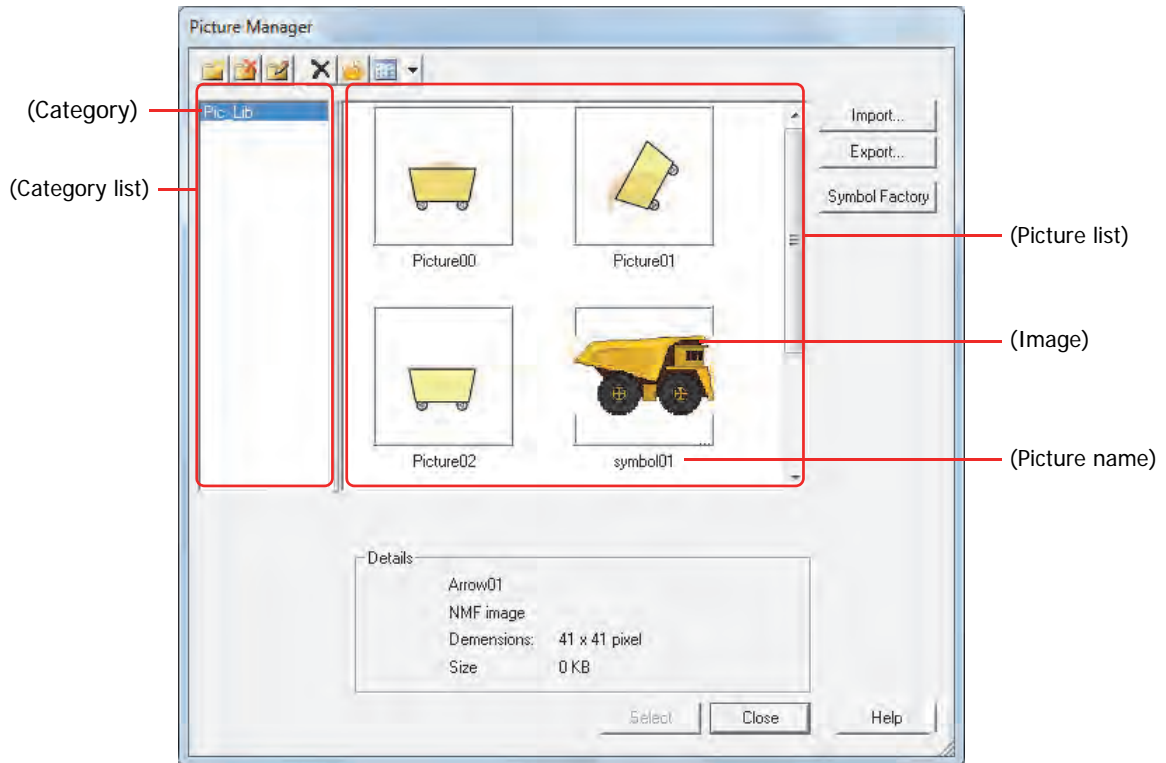 Picture Manager
(Category)
Pic_Lib
Import...
Export...
(Category list)
Symbol Factory
(Picture list)
Picture00
Picture01
(Image)
Picture02
symbol01
(Picture name)
...
Details
Arrow01
NMF image
Demensions: 41 x 41 pixel
Size 0 KB
Select
Close
Help